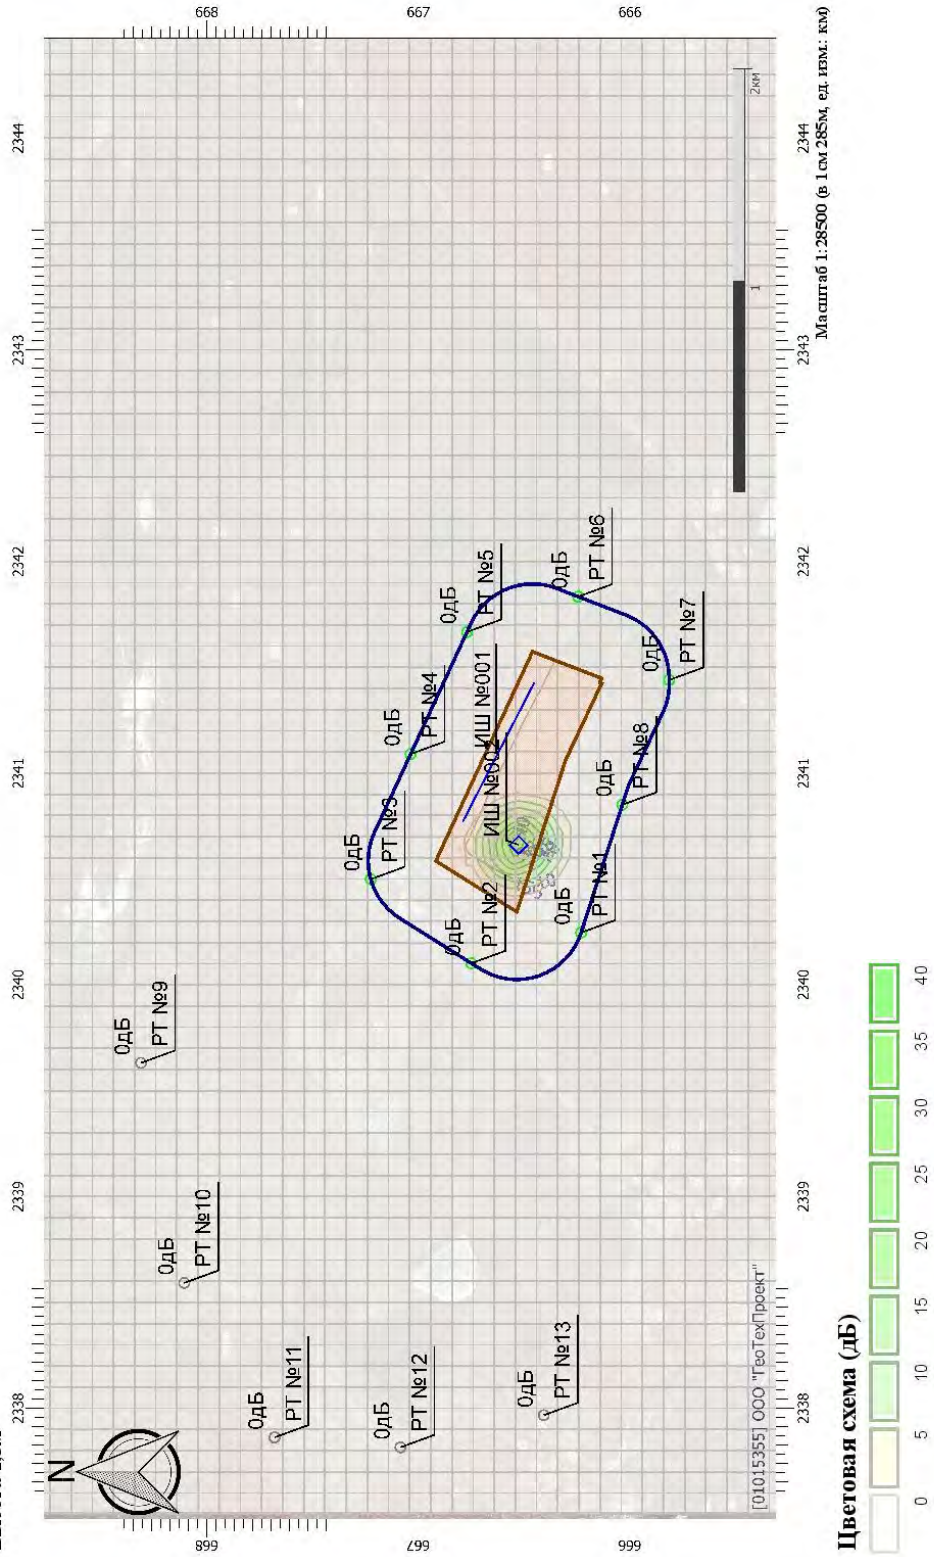 2338 2339 2340 2341 2342 2343 2344
N
668
667
666
668
667
666
0дБ
РТ №9
0дБ
РТ №10
0дБ
РТ №11
0дБ
РТ №12
0дБ
РТ №13
0дБ
РТ №3
0дБ
РТ №4
0дБ
РТ №5
0дБ
РТ №2
ИШ №001
ИШ №002
0дБ
РТ №6
0дБ
РТ №1
0дБ
РТ №8
0дБ
РТ №7
[01015355] ООО "ГеоТехПроект"
1 2км
2338 2339 2340 2341 2342 2343 2344
Масштаб 1:28500 (в 1см 285м, ед. изм.: км)
Цветовая схема (дБ)
0 5 10 15 20 25 30 35 40